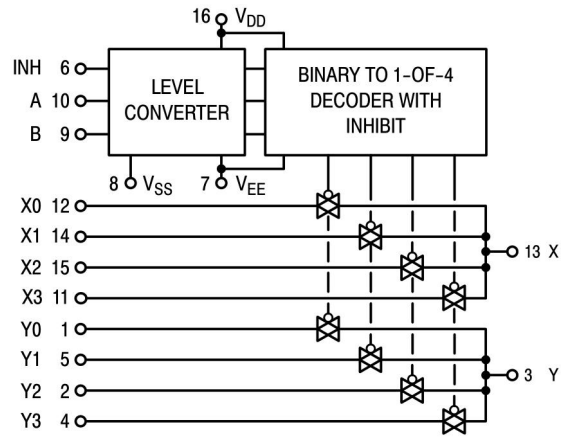 16 VDD
INH 6
A 10
B 9
LEVEL
CONVERTER
BINARY TO 1-OF-4
DECODER WITH
INHIBIT
8 VSS
7 VEE
X0 12
X1 14
X2 15
X3 11
13 X
Y0 1
Y1 5
Y2 2
Y3 4
3 Y